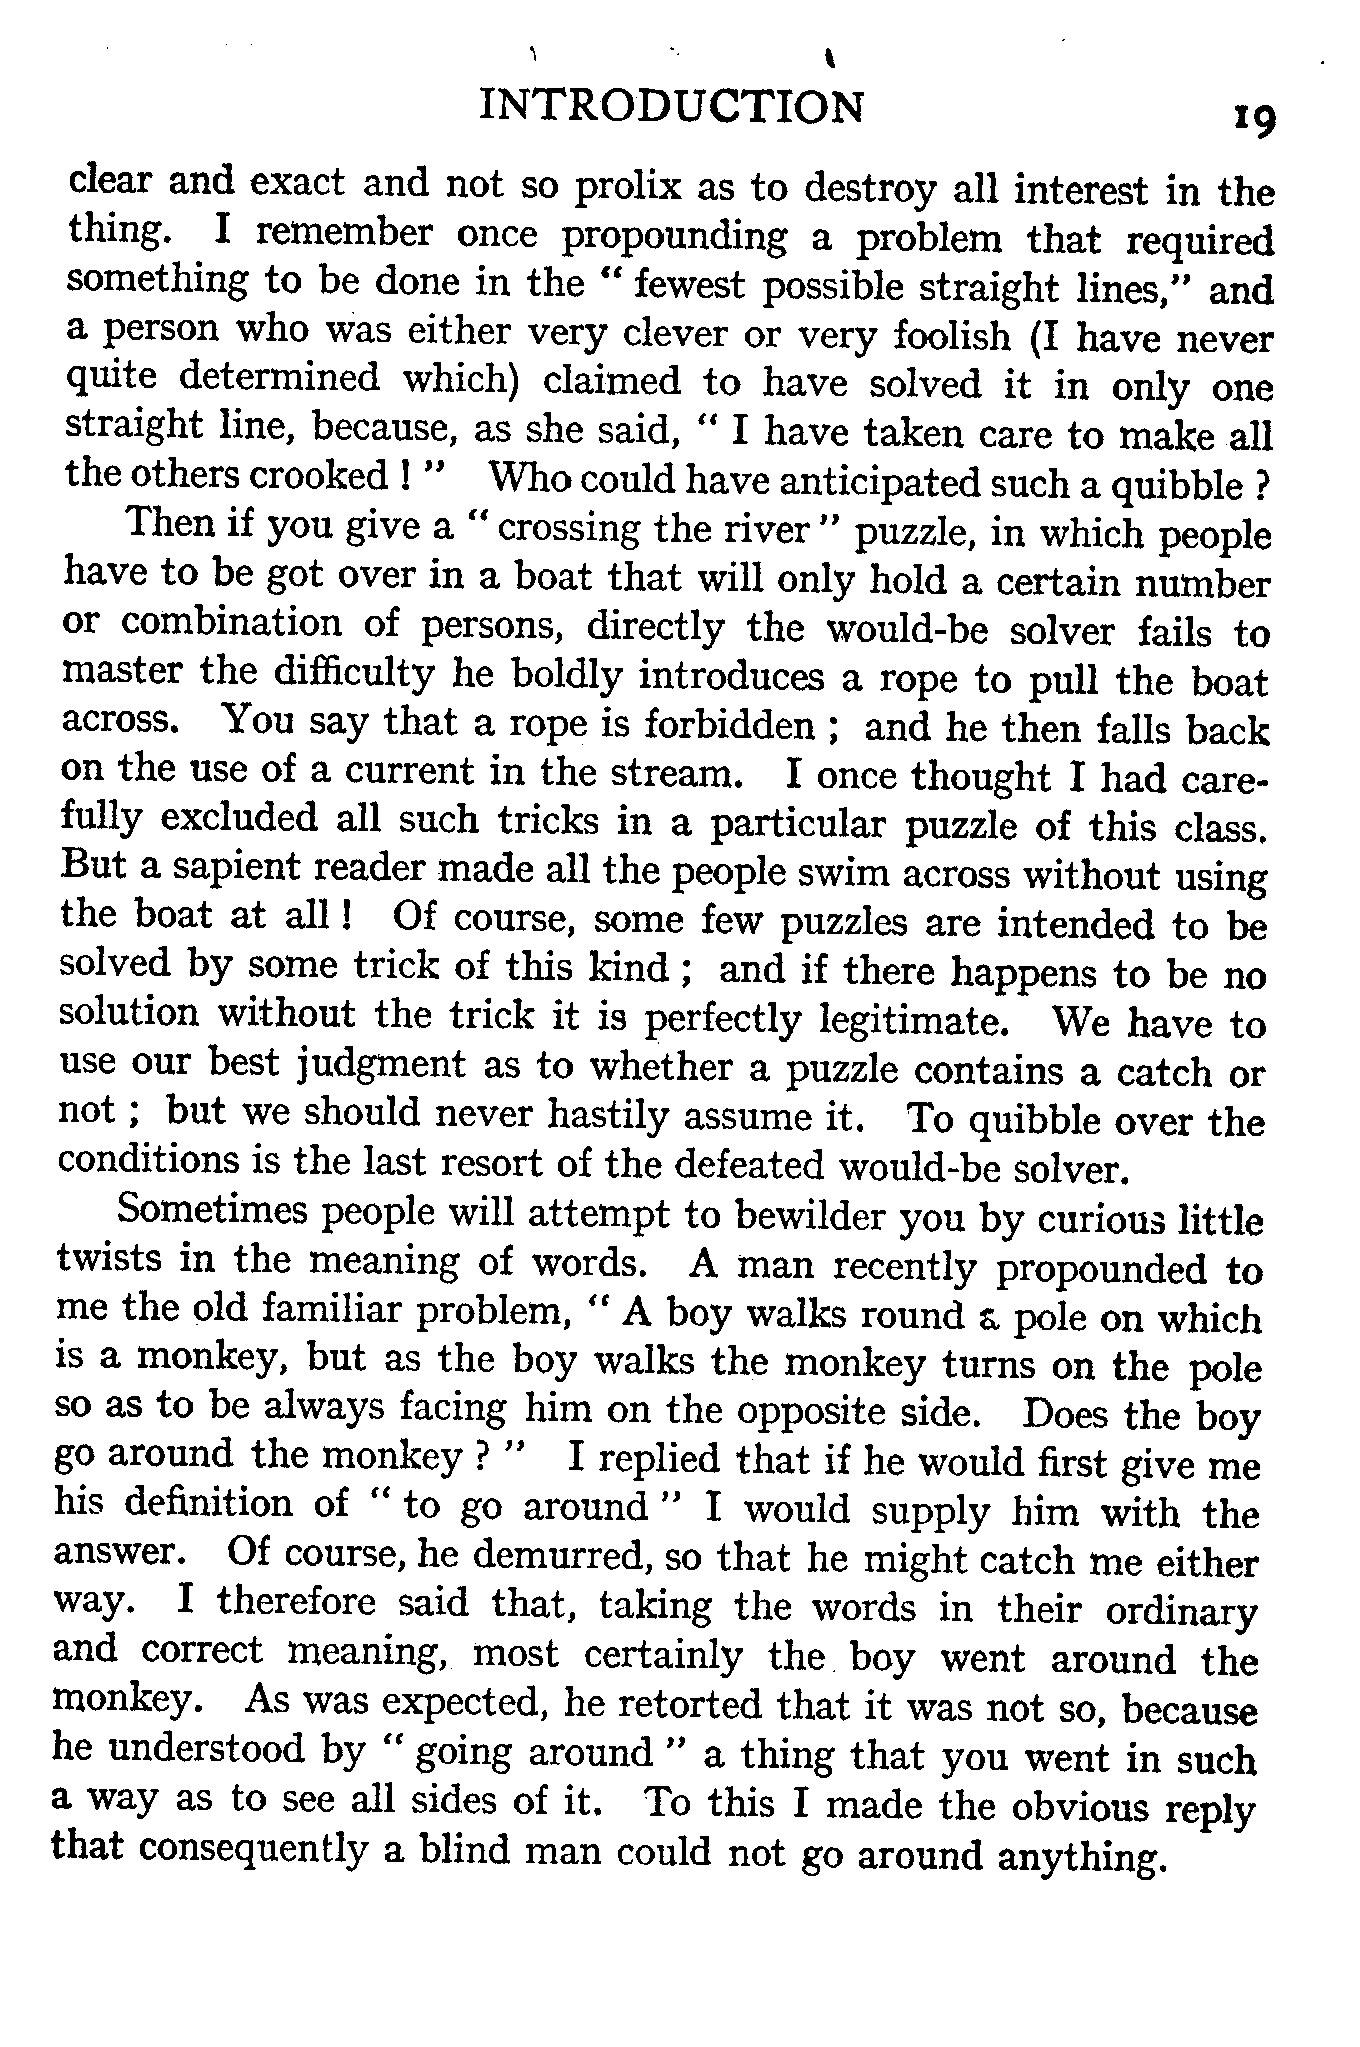 INTRODUCTION 19
clear and exact and not so prolix as to destroy all interest in the
thing. I remember once propounding a problem that required
something to be done in the “ fewest possible straight lines,” and
a person who was either very clever or very foolish (I have never
quite determined which) claimed to have solved it in only one
straight line, because, as she said, “ I have taken care to make all
the others crooked ! ” Who could have anticipated such a quibble ?
Then if you give a “ crossing the river ” puzzle, in which people
have to be got over in a boat that will only hold a certain number
or combination of persons, directly the would-be solver fails to
master the difficulty he boldly introduces a rope to pull the boat
across. You say that a rope is forbidden ; and he then falls back
on the use of a current in the stream. I once thought I had care-
fully excluded all such tricks in a particular puzzle of this class.
But a sapient reader made all the people swim across without using
the boat at all ! Of course, some few puzzles are intended to be
solved by some trick of this kind ; and if there happens to be no
solution without the trick it is perfectly legitimate. We have to
use our best judgment as to whether a puzzle contains a catch or
not ; but we should never hastily assume it. To quibble over the
conditions is the last resort of the defeated would-be solver.
Sometimes people will attempt to bewilder you by curious little
twists in the meaning of words. A man recently propounded to
me the old familiar problem, “ A boy walks round a pole on which
is a monkey, but as the boy walks the monkey turns on the pole
so as to be always facing him on the opposite side. Does the boy
go around the monkey ? ” I replied that if he would first give me
his definition of “ to go around ” I would supply him with the
answer. Of course, he demurred, so that he might catch me either
way. I therefore said that, taking the words in their ordinary
and correct meaning, most certainly the boy went around the
monkey. As was expected, he retorted that it was not so, because
he understood by “ going around ” a thing that you went in such
a way as to see all sides of it. To this I made the obvious reply
that consequently a blind man could not go around anything.